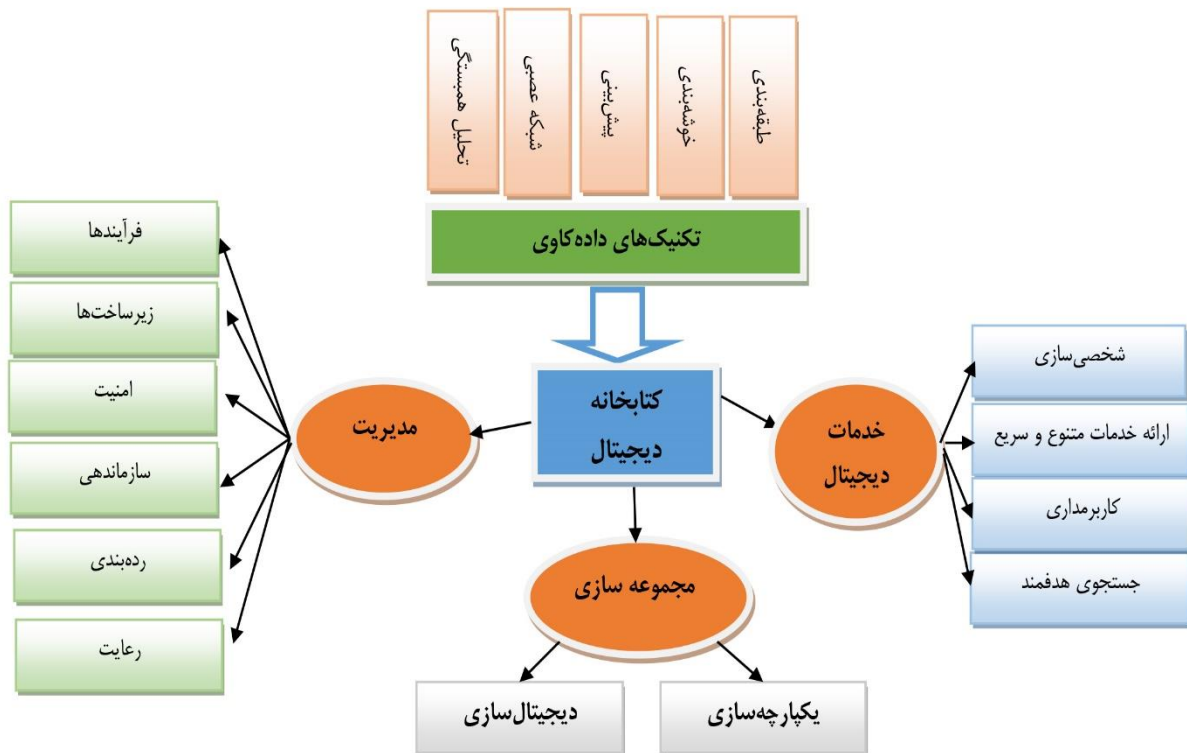 طبقه‌بندی
خوشه‌بندی
پیش‌بینی
شبکه عصبی
تحلیل همبستگی
تکنیک‌های داده‌کاوی
کتابخانه
دیجیتال
خدمات
دیجیتال
شخصی‌سازی
ارائه خدمات متنوع و سریع
کاربرمداری
جستجوی هدفمند
مدیریت
فرآیندها
زیرساخت‌ها
امنیت
سازماندهی
رده‌بندی
رعایت
مجموعه سازی
یکپارچه‌سازی
دیجیتال‌سازی